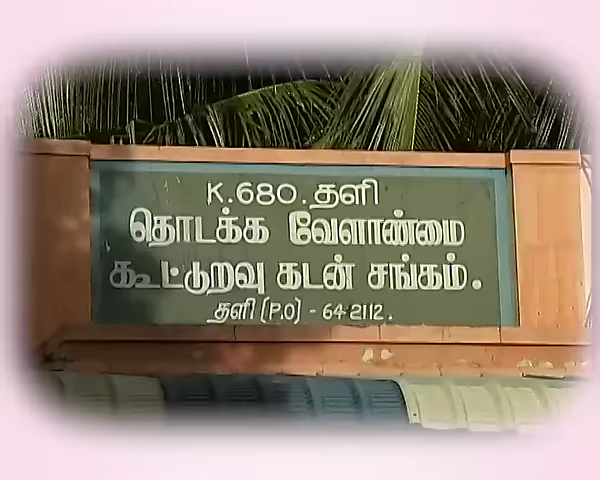 K.680.தளி
தொடக்க வேளாண்மை
கூட்டுறவு கடன் சங்கம்.
தளி (P.O) - 642112.